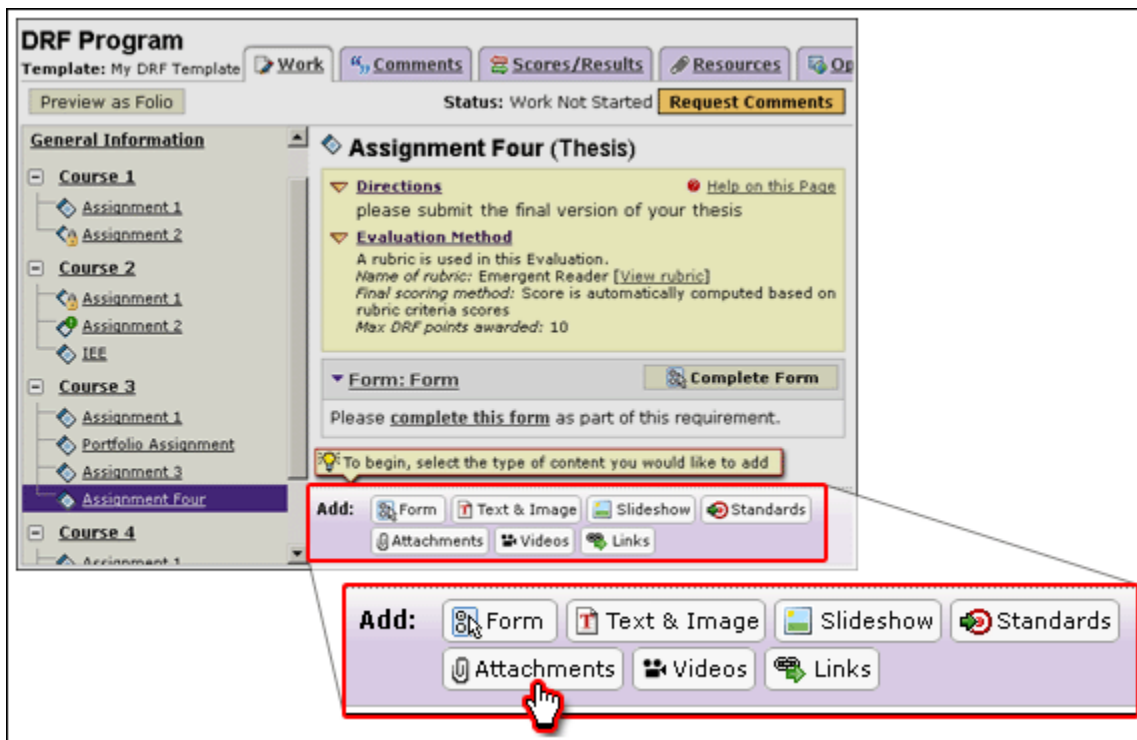 DRF Program
Template: My DRF Template
Work
Comments
Scores/Results
Resources
Op
Preview as Folio
Status: Work Not Started
Request Comments
General Information
Course 1
Assignment 1
Assignment 2
Course 2
Assignment 1
Assignment 2
IEE
Course 3
Assignment 1
Portfolio Assignment
Assignment 3
Assignment Four
Course 4
Assignment 1
Assignment Four (Thesis)
Directions
Help on this Page
please submit the final version of your thesis
Evaluation Method
A rubric is used in this Evaluation.
Name of rubric: Emergent Reader [View rubric]
Final scoring method: Score is automatically computed based on
rubric criteria scores
Max DRF points awarded: 10
Form: Form
Complete Form
Please complete this form as part of this requirement.
To begin, select the type of content you would like to add
Add: Form Text & Image Slideshow Standards
Attachments Videos Links
Add: Form Text & Image Slideshow Standards
Attachments Videos Links